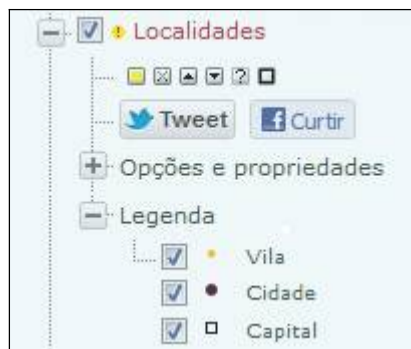 Localidades
?
Tweet Curtir
Opções e propriedades
Legenda
Vila
Cidade
Capital